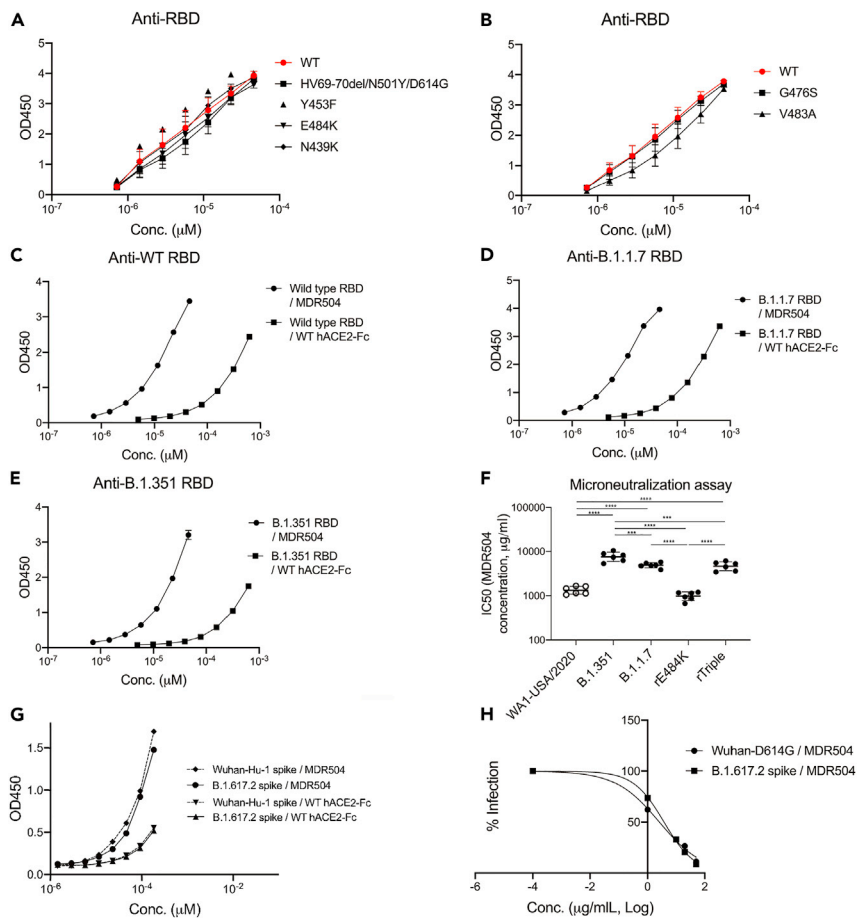 A
Anti-RBD
OD450
5
4
3
2
1
0
10-7
10-6
10-5
10-4
Conc. (μM)
WT
HV69-70del/N501Y/D614G
Y453F
E484K
N439K
B
Anti-RBD
OD450
5
4
3
2
1
0
10-7
10-6
10-5
10-4
Conc. (μM)
WT
G476S
V483A
C
Anti-WT RBD
OD450
4
3
2
1
0
10-7
10-6
10-5
10-4
10-3
Conc. (μM)
Wild type RBD
/ MDR504
Wild type RBD
/ WT hACE2-Fc
D
Anti-B.1.1.7 RBD
OD450
5
4
3
2
1
0
10-7
10-6
10-5
10-4
10-3
Conc. (μM)
B.1.1.7 RBD
/ MDR504
B.1.1.7 RBD
/ WT hACE2-Fc
E
Anti-B.1.351 RBD
OD450
4
3
2
1
0
10-7
10-6
10-5
10-4
10-3
Conc. (μM)
B.1.351 RBD
/ MDR504
B.1.351 RBD
/ WT hACE2-Fc
F
Microneutralization assay
IC50 (MDR504
concentration, μg/ml)
100000
10000
1000
100
****
****
****
***
****
***
****
****
WA1-USA/2020
B.1.351
B.1.1.7
rE484K
rTriple
G
OD450
1.5
1.0
0.5
0.0
10-6
10-4
10-2
Conc. (μM)
Wuhan-Hu-1 spike / MDR504
B.1.617.2 spike / MDR504
Wuhan-Hu-1 spike / WT hACE2-Fc
B.1.617.2 spike / WT hACE2-Fc
H
% Infection
150
100
50
-6
-4
-2
0
2
Conc. (μg/mlL, Log)
Wuhan-D614G / MDR504
B.1.617.2 spike / MDR504